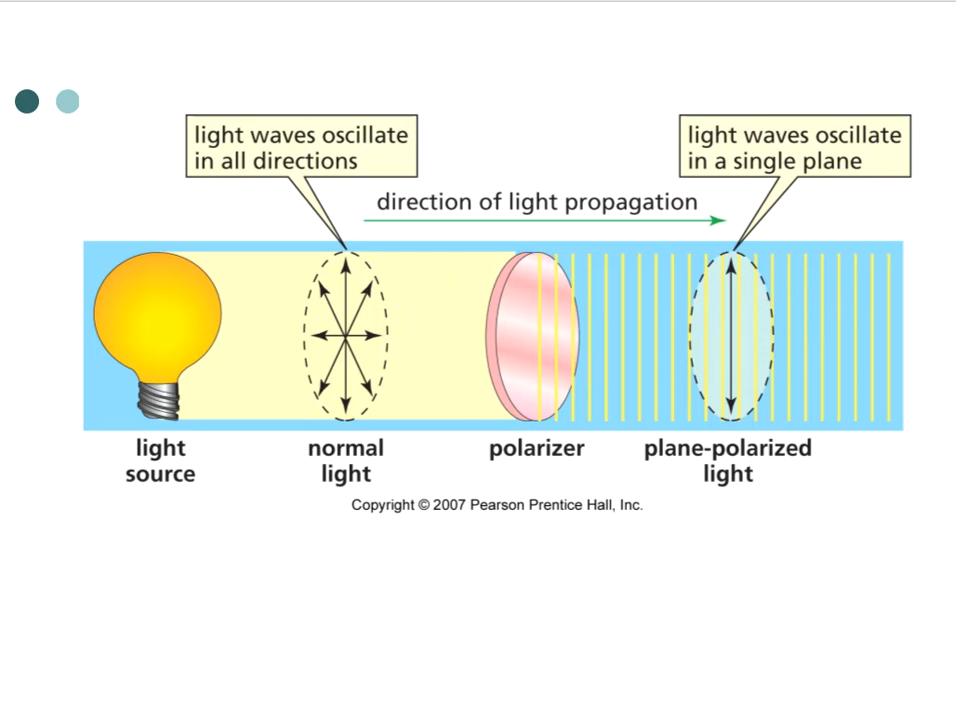 light waves oscillate
in all directions
light waves oscillate
in a single plane
direction of light propagation
light
source
normal
light
polarizer
plane-polarized
light
Copyright © 2007 Pearson Prentice Hall, Inc.